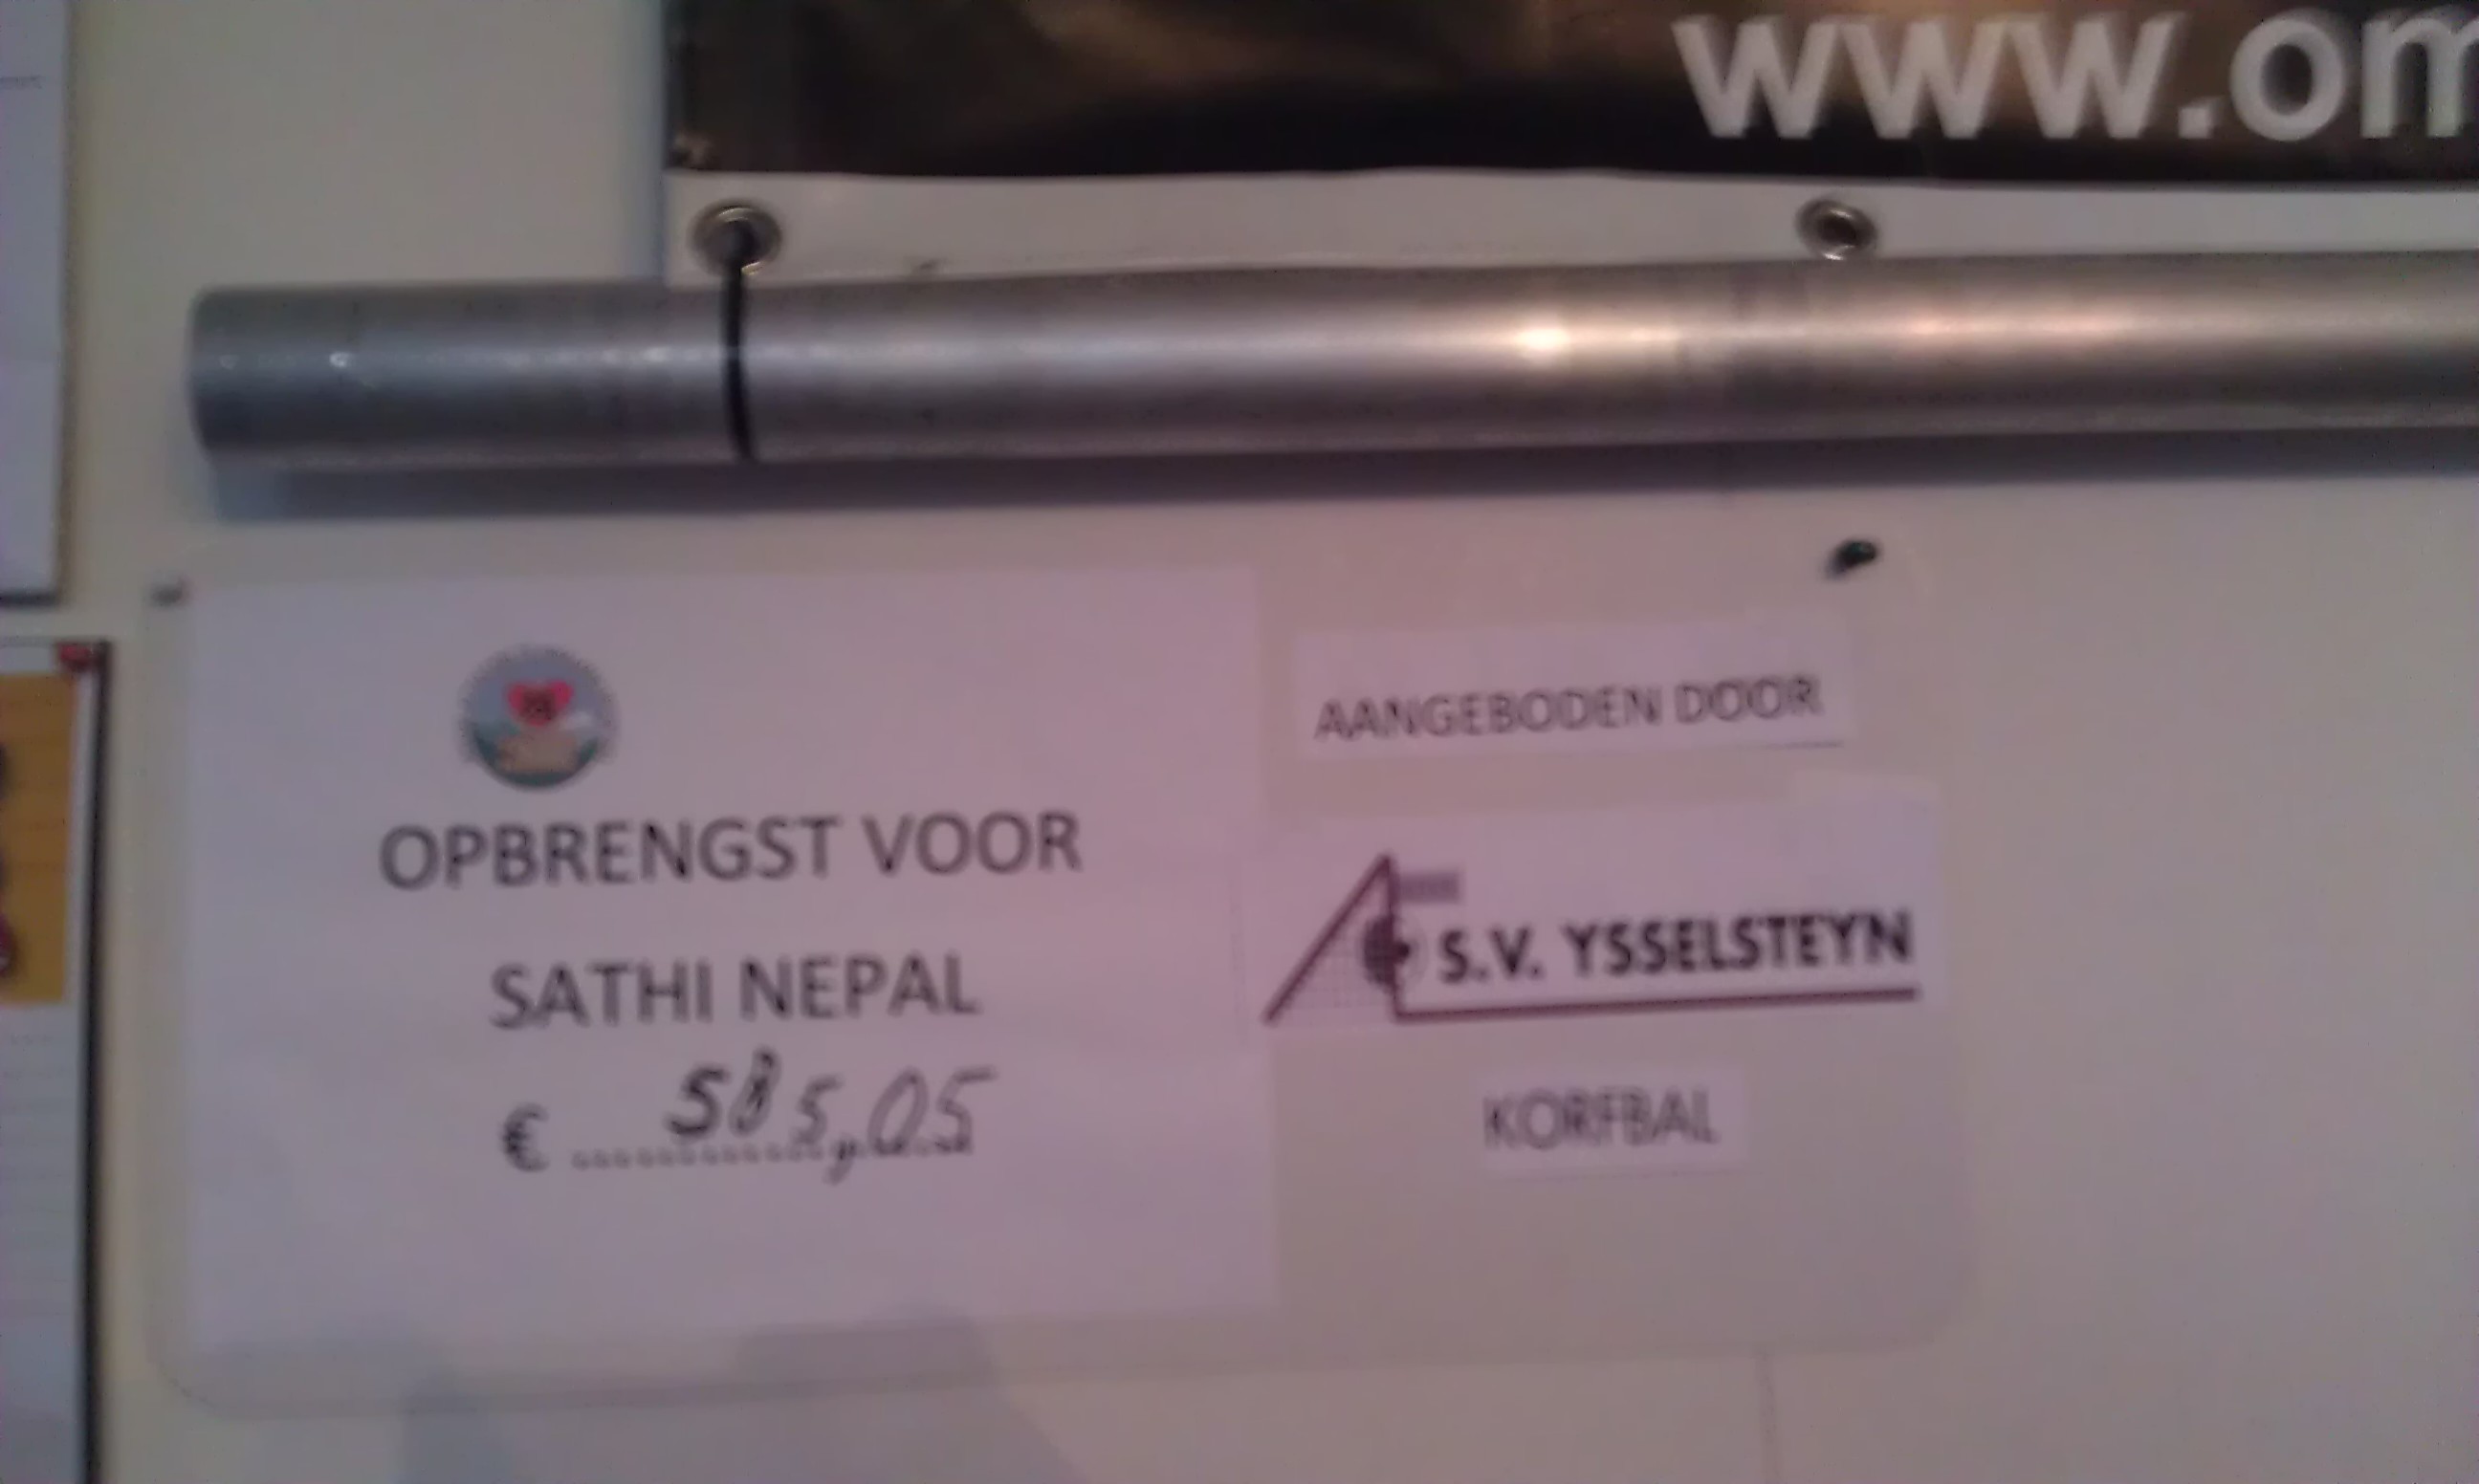 www.om
OPBRENGST VOOR
SATHI NEPAL
€ 585,05
AANGEBODEN DOOR
S.V. YSSELSTEYN
KORFBAL